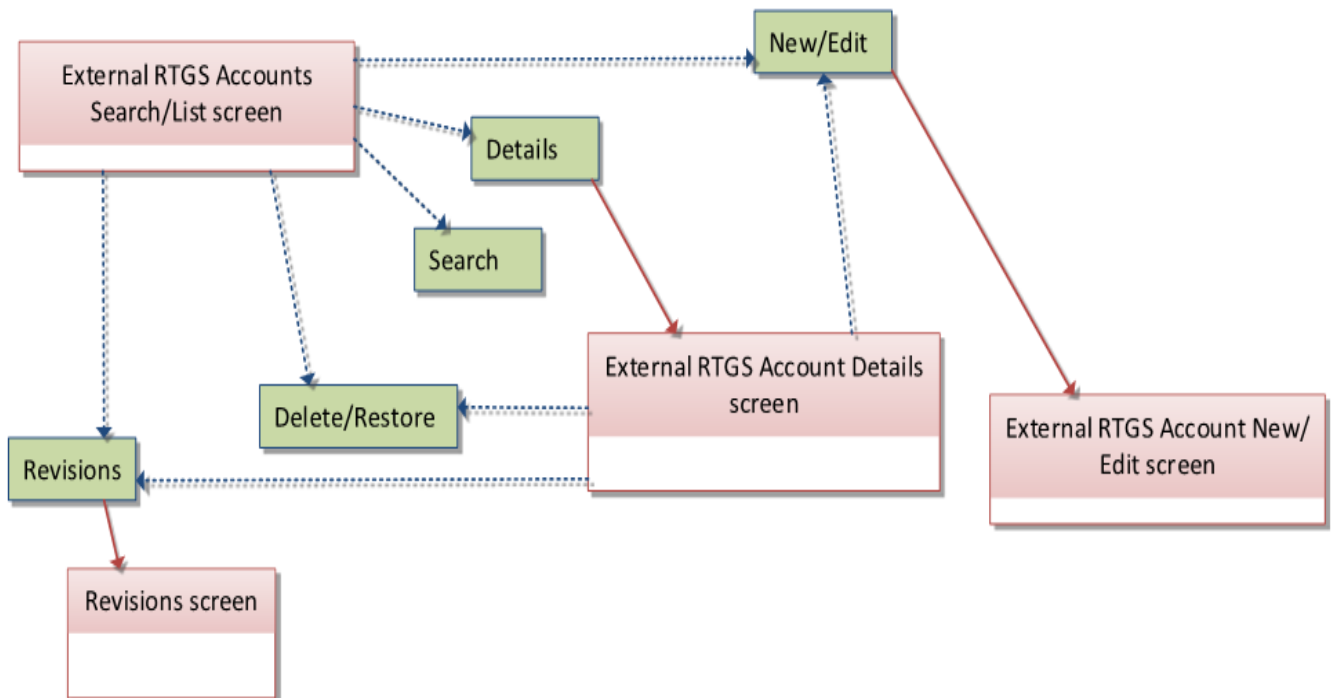 New/Edit
External RTGS Accounts
Search/List screen
Details
Search
External RTGS Account Details
screen
Delete/Restore
External RTGS Account New/
Edit screen
Revisions
Revisions screen